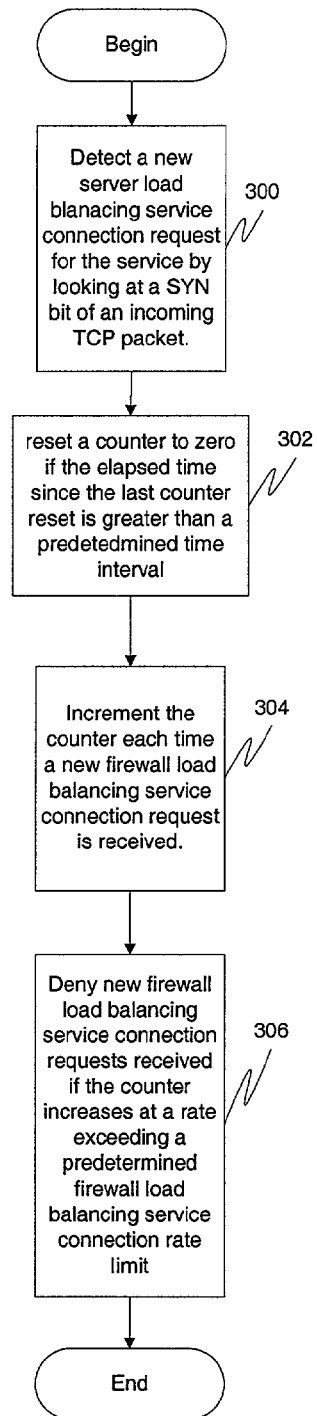 Begin
Detect a new
server load
blanacing service
connection request
for the service by
looking at a SYN
bit of an incoming
TCP packet.
300
reset a counter to zero
if the elapsed time
since the last counter
reset is greater than a
predetedmined time
interval
302
Increment the
counter each time
a new firewall load
balancing service
connection request
is received.
304
Deny new firewall
load balancing
service connection
requests received
if the counter
increases at a rate
exceeding a
predetermined
firewall load
balancing service
connection rate
limit
306
End